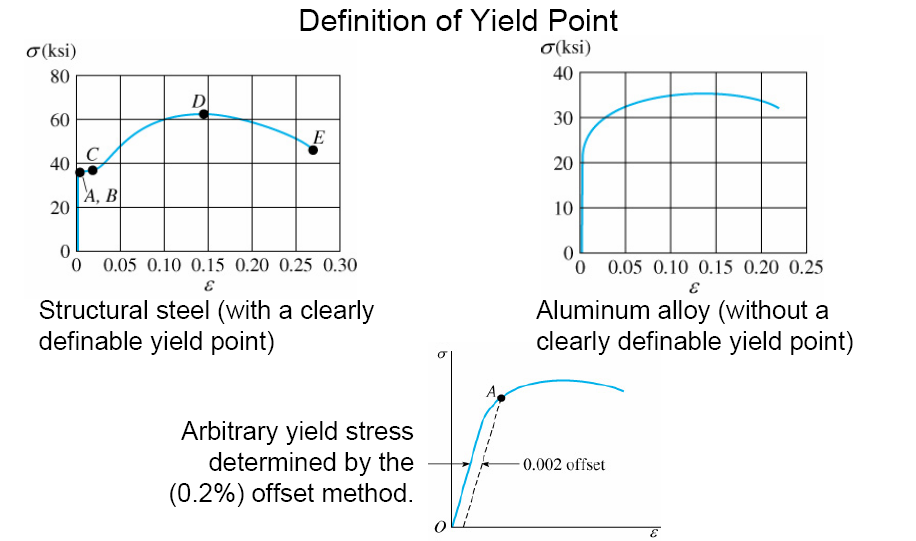 Definition of Yield Point
σ(ksi)
80
60
40
20
0
0 0.05 0.10 0.15 0.20 0.25 0.30
ε
A, B
C
D
E
Structural steel (with a clearly
definable yield point)
σ(ksi)
40
30
20
10
0
0 0.05 0.10 0.15 0.20 0.25
ε
Aluminum alloy (without a
clearly definable yield point)
Arbitrary yield stress
determined by the
(0.2%) offset method.
σ
A
0.002 offset
O
ε